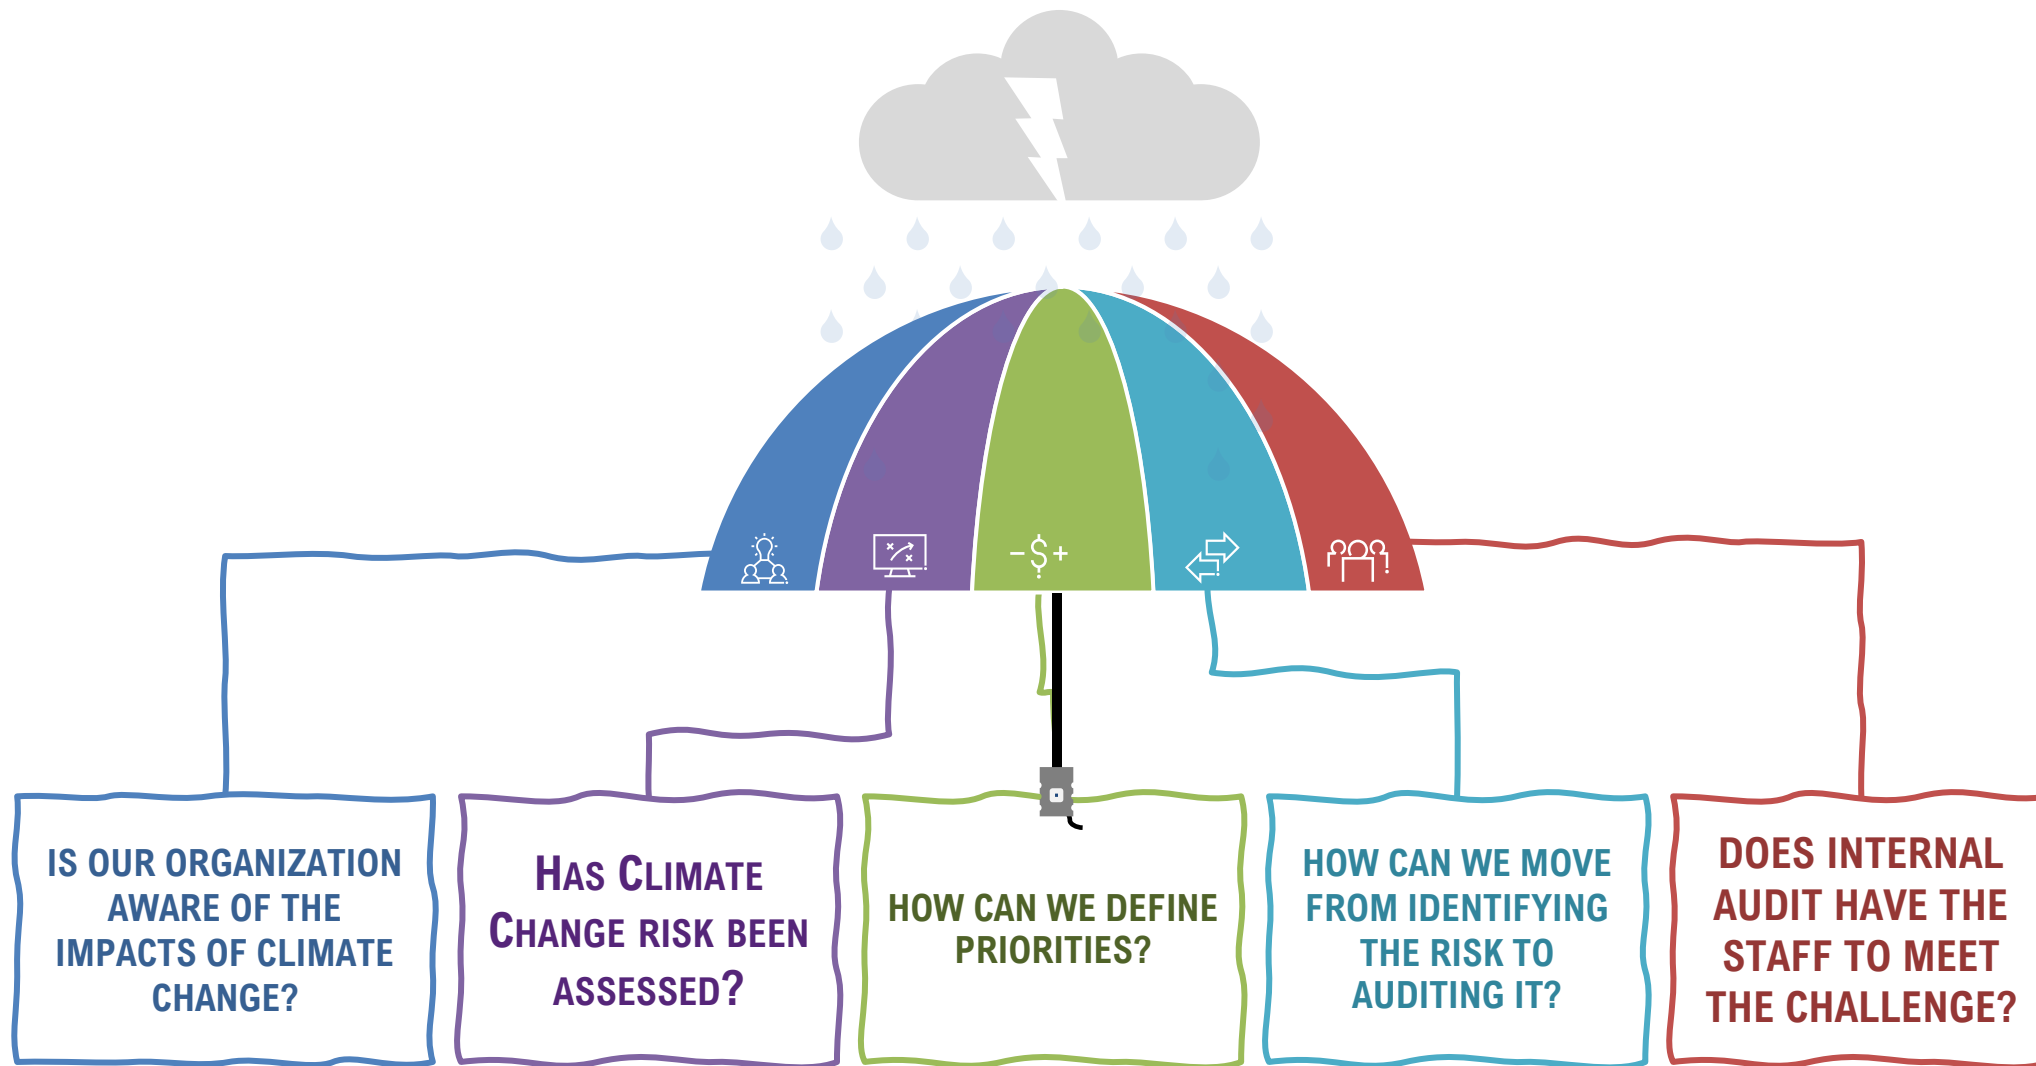 IS OUR ORGANIZATION
AWARE OF THE
IMPACTS OF CLIMATE
CHANGE?
HAS CLIMATE
CHANGE RISK BEEN
ASSESSED?
HOW CAN WE DEFINE
PRIORITIES?
HOW CAN WE MOVE
FROM IDENTIFYING
THE RISK TO
AUDITING IT?
DOES INTERNAL
AUDIT HAVE THE
STAFF TO MEET
THE CHALLENGE?